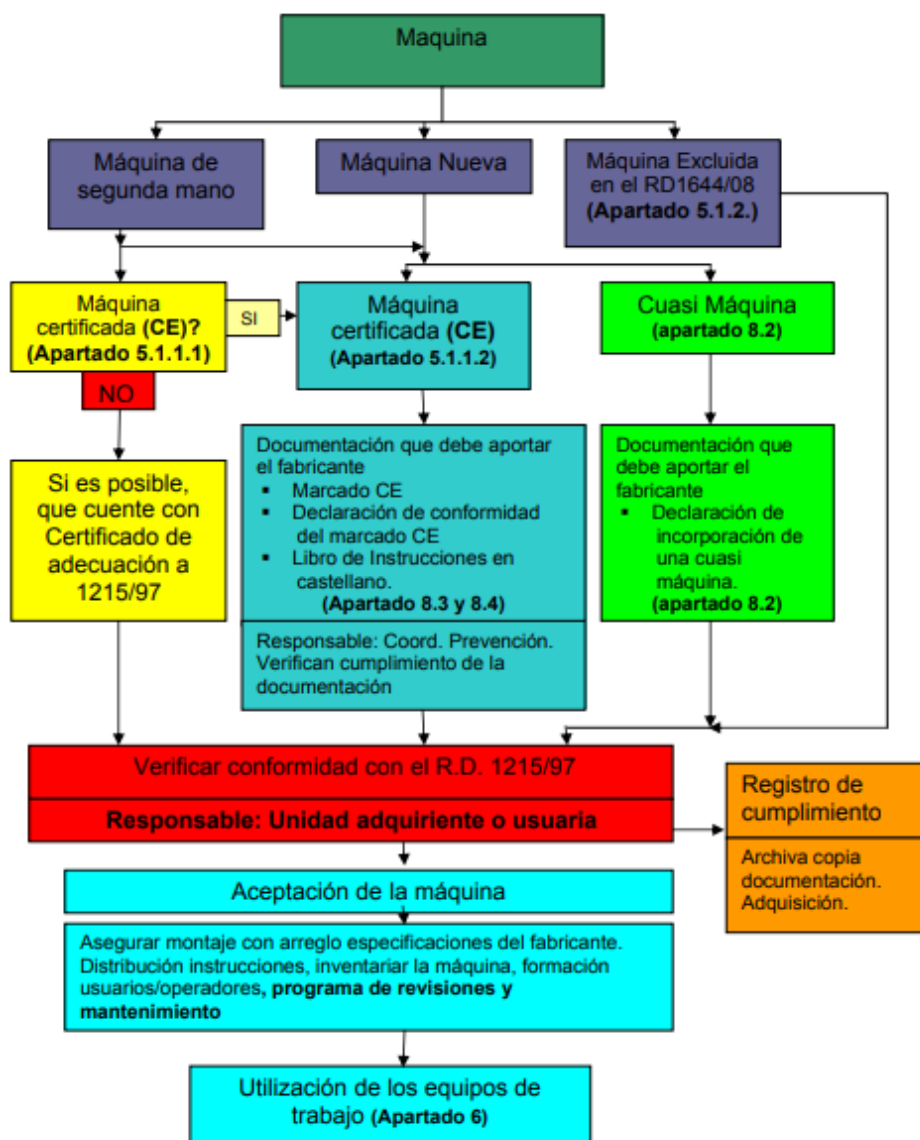 Maquina
Máquina de
segunda mano
Máquina Nueva
Máquina Excluida
en el RD1644/08
(Apartado 5.1.2.)
Máquina
certificada (CE)?
(Apartado 5.1.1.1)
SI
NO
Máquina
certificada (CE)
(Apartado 5.1.1.2)
Cuasi Máquina
(apartado 8.2)
Si es posible,
que cuente con
Certificado de
adecuación a
1215/97
Documentación que debe aportar
el fabricante
▪ Marcado CE
▪ Declaración de conformidad
del marcado CE
▪ Libro de Instrucciones en
castellano.
(Apartado 8.3 y 8.4)
Responsable: Coord. Prevención.
Verifican cumplimiento de la
documentación
Documentación que
debe aportar el
fabricante
▪ Declaración de
incorporación de
una cuasi
máquina.
(apartado 8.2)
Verificar conformidad con el R.D. 1215/97
Responsable: Unidad adquiriente o usuaria
Registro de
cumplimiento
Archiva copia
documentación.
Adquisición.
Aceptación de la máquina
Asegurar montaje con arreglo especificaciones del fabricante.
Distribución instrucciones, inventariar la máquina, formación
usuarios/operadores, programa de revisiones y
mantenimiento
Utilización de los equipos de
trabajo (Apartado 6)